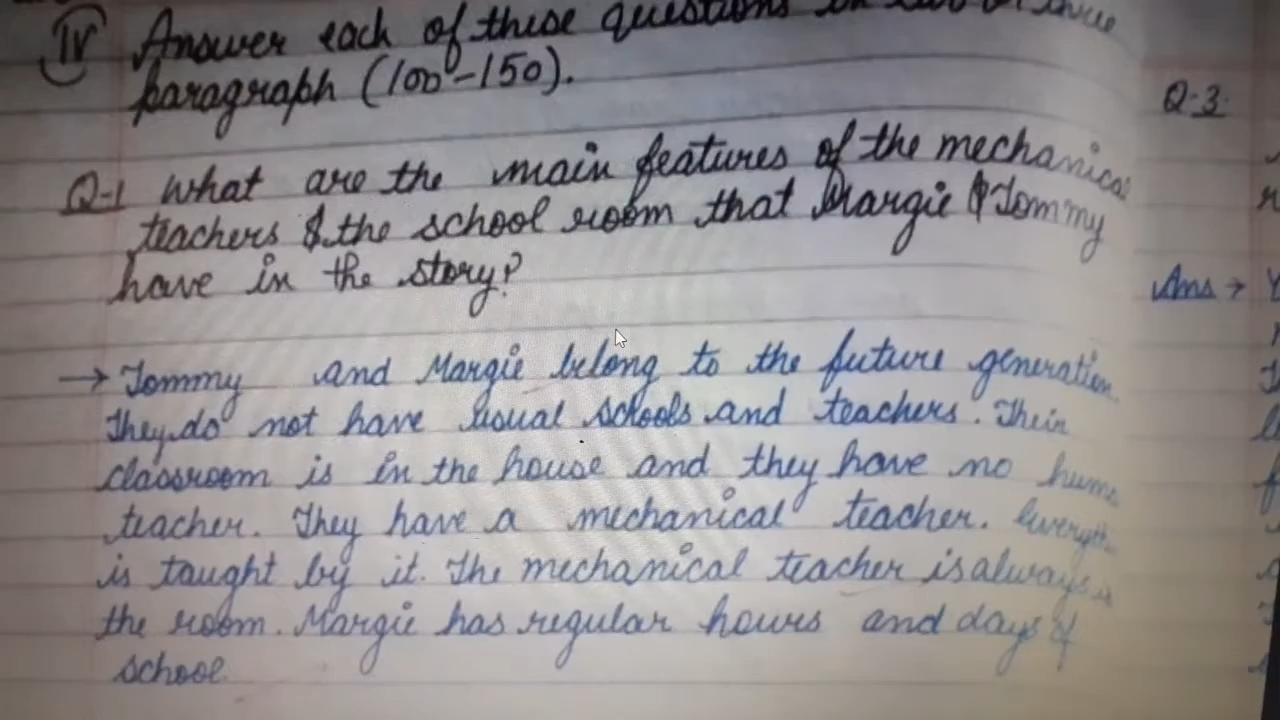 IV Answer each of these questions in two or three
paragraph (100-150).
Q-1 What are the main features of the mechanical
teachers & the school room that Margie & Tommy
have in the story?
→ Tommy and Margie belong to the future generation.
They do not have usual schools and teachers. Their
classroom is in the house and they have no
teacher. They have a mechanical teacher.
is taught by it. The mechanical teacher is always
the room. Margie has regular hours and days of
school.
Q-3
Ans →